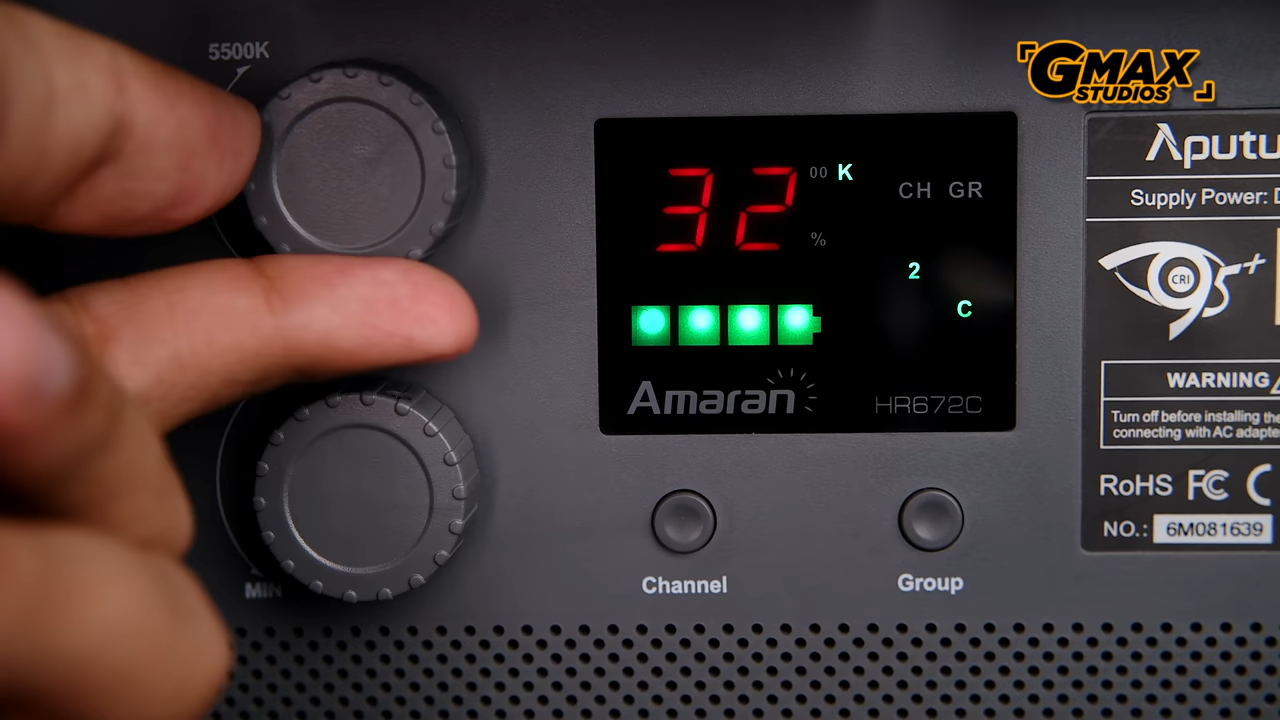 5500K
MIN
GMAX
STUDIOS
32 00 K
%
CH GR
2
C
Amaran
HR672C
Channel
Group
Aputu
Supply Power: D
CRI
95+
WARNING
Turn off before installing the
connecting with AC adapte
RoHS FC C
NO.: 6M081639